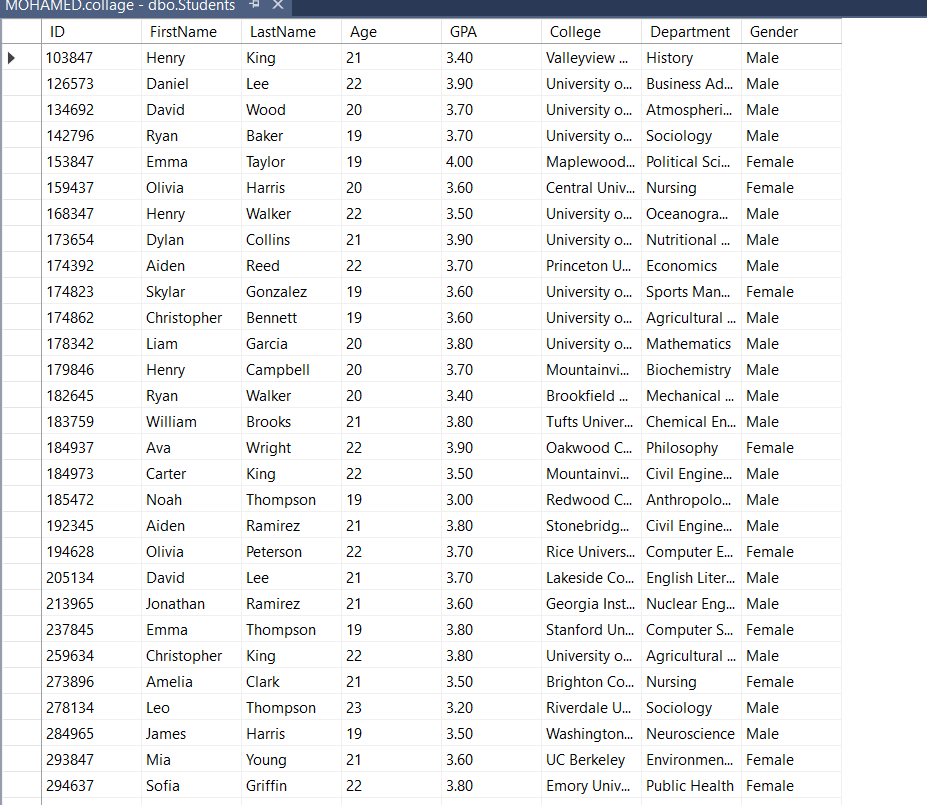 MOHAMED.collage - dbo.Students
ID FirstName LastName Age GPA College Department Gender
103847 Henry King 21 3.40 Valleyview ... History Male
126573 Daniel Lee 22 3.90 University o... Business Ad... Male
134692 David Wood 20 3.70 University o... Atmospheri... Male
142796 Ryan Baker 19 3.70 University o... Sociology Male
153847 Emma Taylor 19 4.00 Maplewood... Political Sci... Female
159437 Olivia Harris 20 3.60 Central Univ... Nursing Female
168347 Henry Walker 22 3.50 University o... Oceanogra... Male
173654 Dylan Collins 21 3.90 University o... Nutritional ... Male
174392 Aiden Reed 22 3.70 Princeton U... Economics Male
174823 Skylar Gonzalez 19 3.60 University o... Sports Man... Female
174862 Christopher Bennett 19 3.60 University o... Agricultural ... Male
178342 Liam Garcia 20 3.80 University o... Mathematics Male
179846 Henry Campbell 20 3.70 Mountainvi... Biochemistry Male
182645 Ryan Walker 20 3.40 Brookfield ... Mechanical ... Male
183759 William Brooks 21 3.80 Tufts Univer... Chemical En... Male
184937 Ava Wright 22 3.90 Oakwood C... Philosophy Female
184973 Carter King 22 3.50 Mountainvi... Civil Engine... Male
185472 Noah Thompson 19 3.00 Redwood C... Anthropolo... Male
192345 Aiden Ramirez 21 3.80 Stonebridg... Civil Engine... Male
194628 Olivia Peterson 22 3.70 Rice Univers... Computer E... Female
205134 David Lee 21 3.70 Lakeside Co... English Liter... Male
213965 Jonathan Ramirez 21 3.60 Georgia Inst... Nuclear Eng... Male
237845 Emma Thompson 19 3.80 Stanford Un... Computer S... Female
259634 Christopher King 22 3.80 University o... Agricultural ... Male
273896 Amelia Clark 21 3.50 Brighton Co... Nursing Female
278134 Leo Thompson 23 3.20 Riverdale U... Sociology Male
284965 James Harris 19 3.50 Washington... Neuroscience Male
293847 Mia Young 21 3.60 UC Berkeley Environmen... Female
294637 Sofia Griffin 22 3.80 Emory Univ... Public Health Female